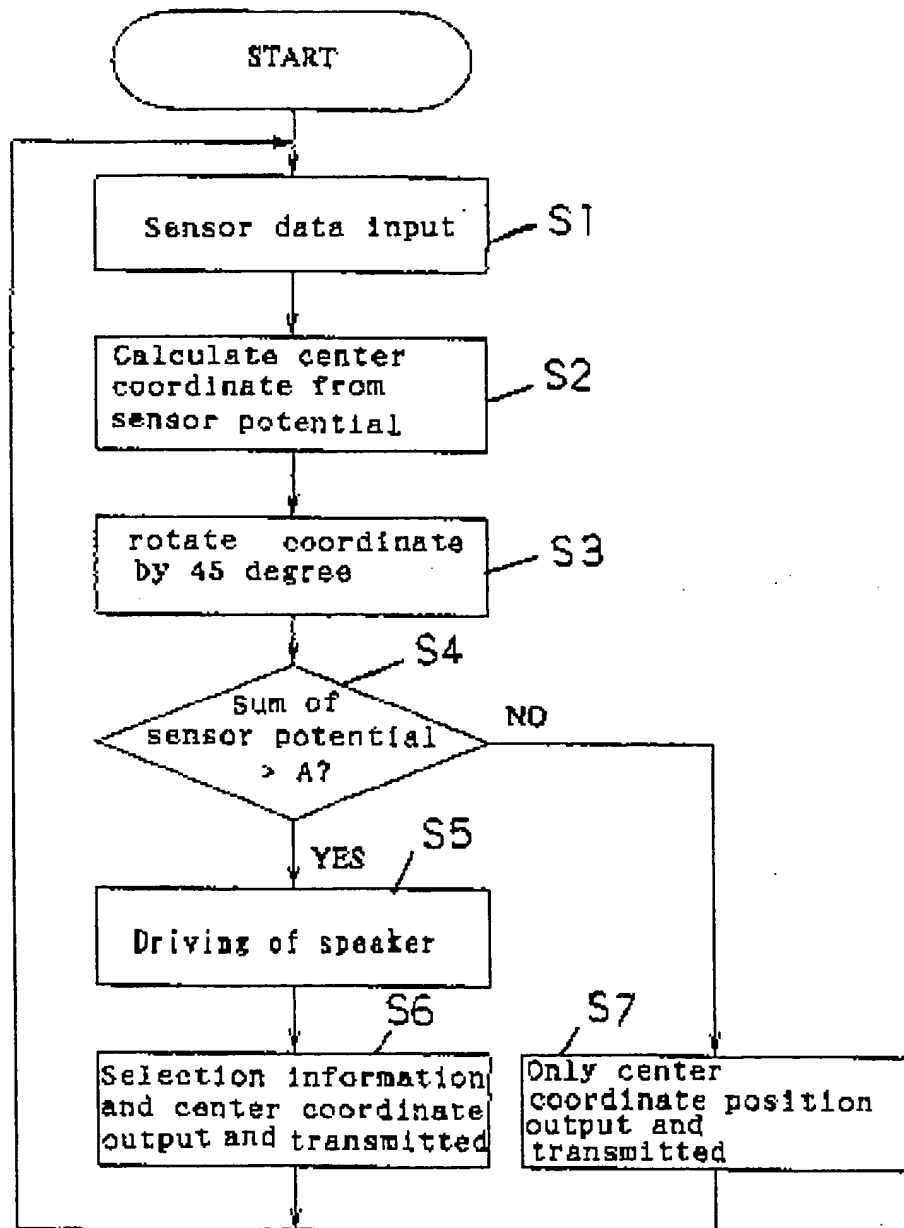 START
Sensor data input
S1
Calculate center
coordinate from
sensor potential
S2
rotate coordinate
by 45 degree
S3
S4
Sum of
sensor potential
> A?
NO
YES
S5
Driving of speaker
S6
Selection information
and center coordinate
output and transmitted
S7
Only center
coordinate position
output and
transmitted